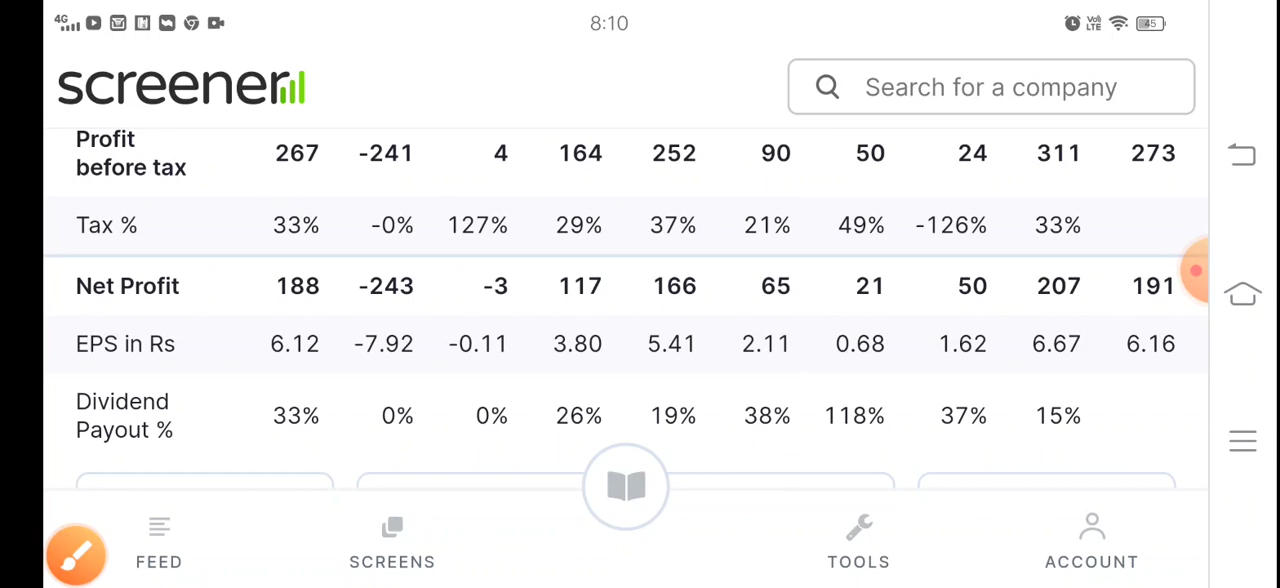 4G 8:10 Vo) LTE 45
screener Search for a company
Profit
before tax 267 -241 4 164 252 90 50 24 311 273
Tax % 33% -0% 127% 29% 37% 21% 49% -126% 33%
Net Profit 188 -243 -3 117 166 65 21 50 207 191
EPS in Rs 6.12 -7.92 -0.11 3.80 5.41 2.11 0.68 1.62 6.67 6.16
Dividend
Payout % 33% 0% 0% 26% 19% 38% 118% 37% 15%
FEED SCREENS TOOLS ACCOUNT